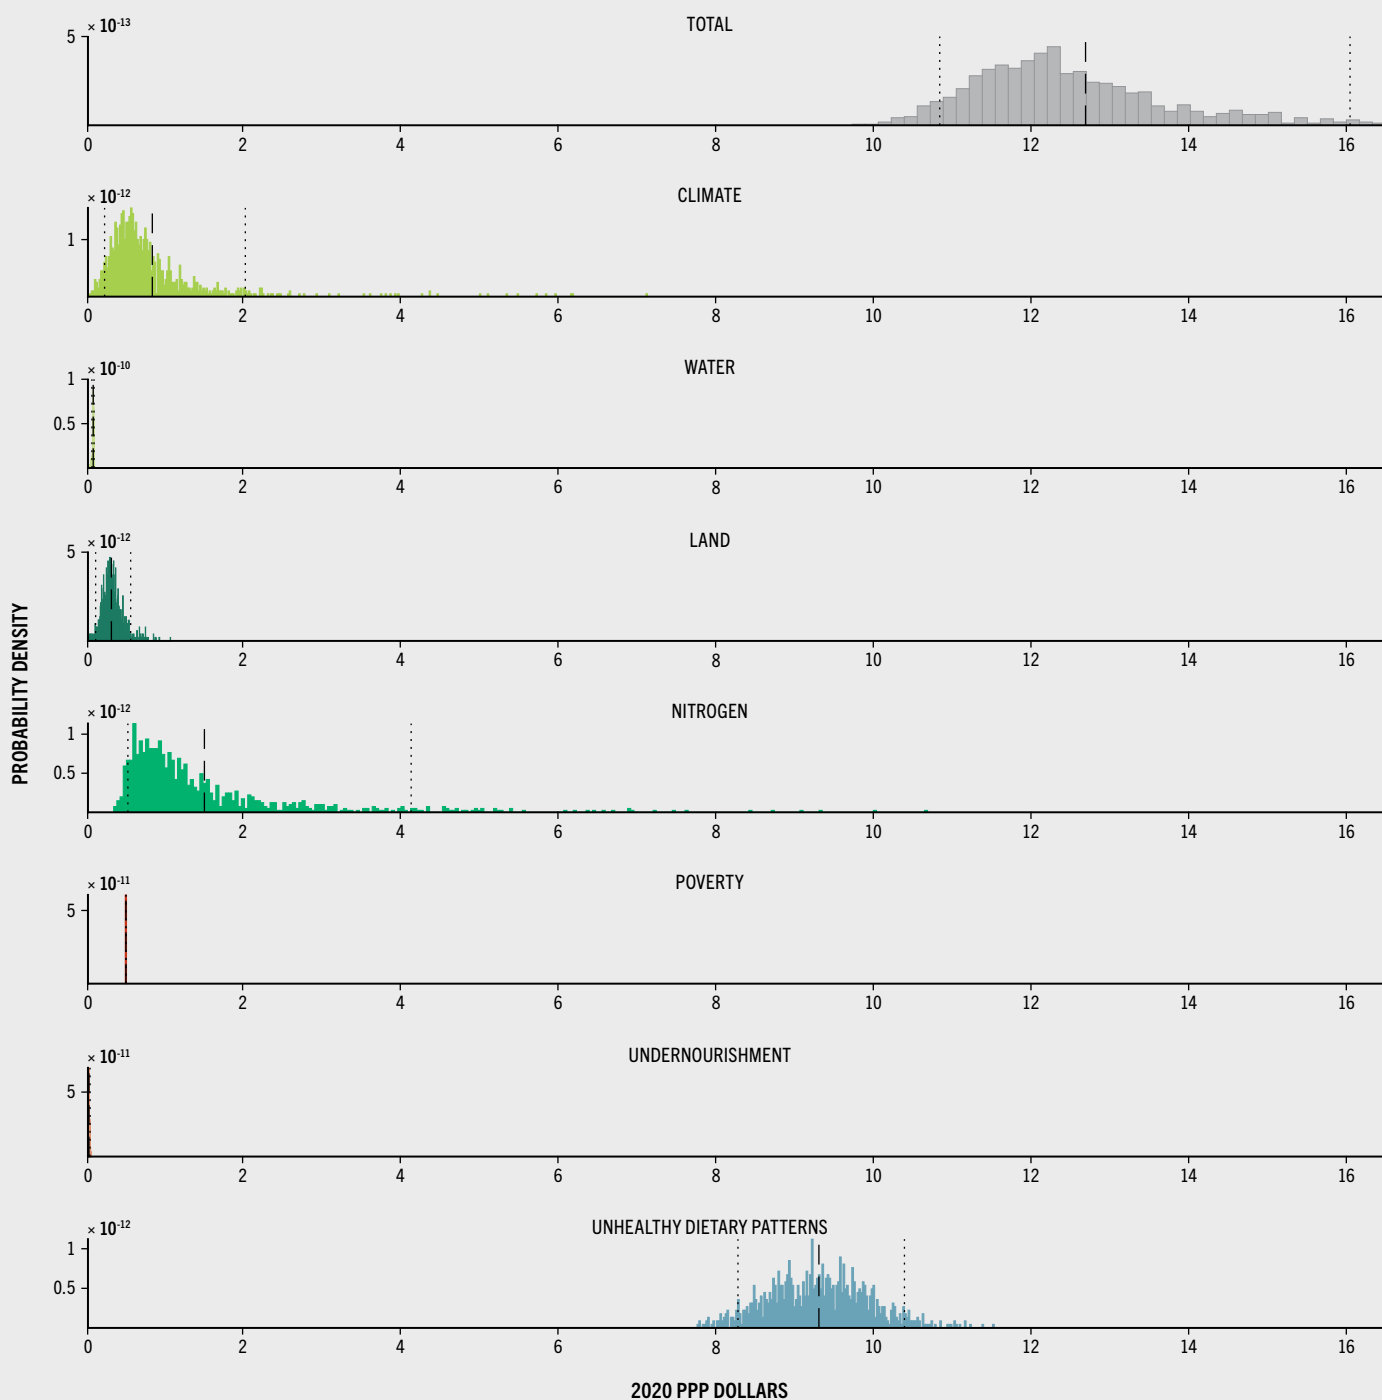 × 10-13
TOTAL
5
0 2 4 6 8 10 12 14 16
× 10-12
CLIMATE
1
0 2 4 6 8 10 12 14 16
× 10-10
WATER
1
0.5
0 2 4 6 8 10 12 14 16
× 10-12
LAND
5
0 2 4 6 8 10 12 14 16
PROBABILITY DENSITY
× 10-12
NITROGEN
1
0.5
0 2 4 6 8 10 12 14 16
× 10-11
POVERTY
5
0 2 4 6 8 10 12 14 16
× 10-11
UNDERNOURISHMENT
5
0 2 4 6 8 10 12 14 16
× 10-12
UNHEALTHY DIETARY PATTERNS
1
0.5
0 2 4 6 8 10 12 14 16
2020 PPP DOLLARS